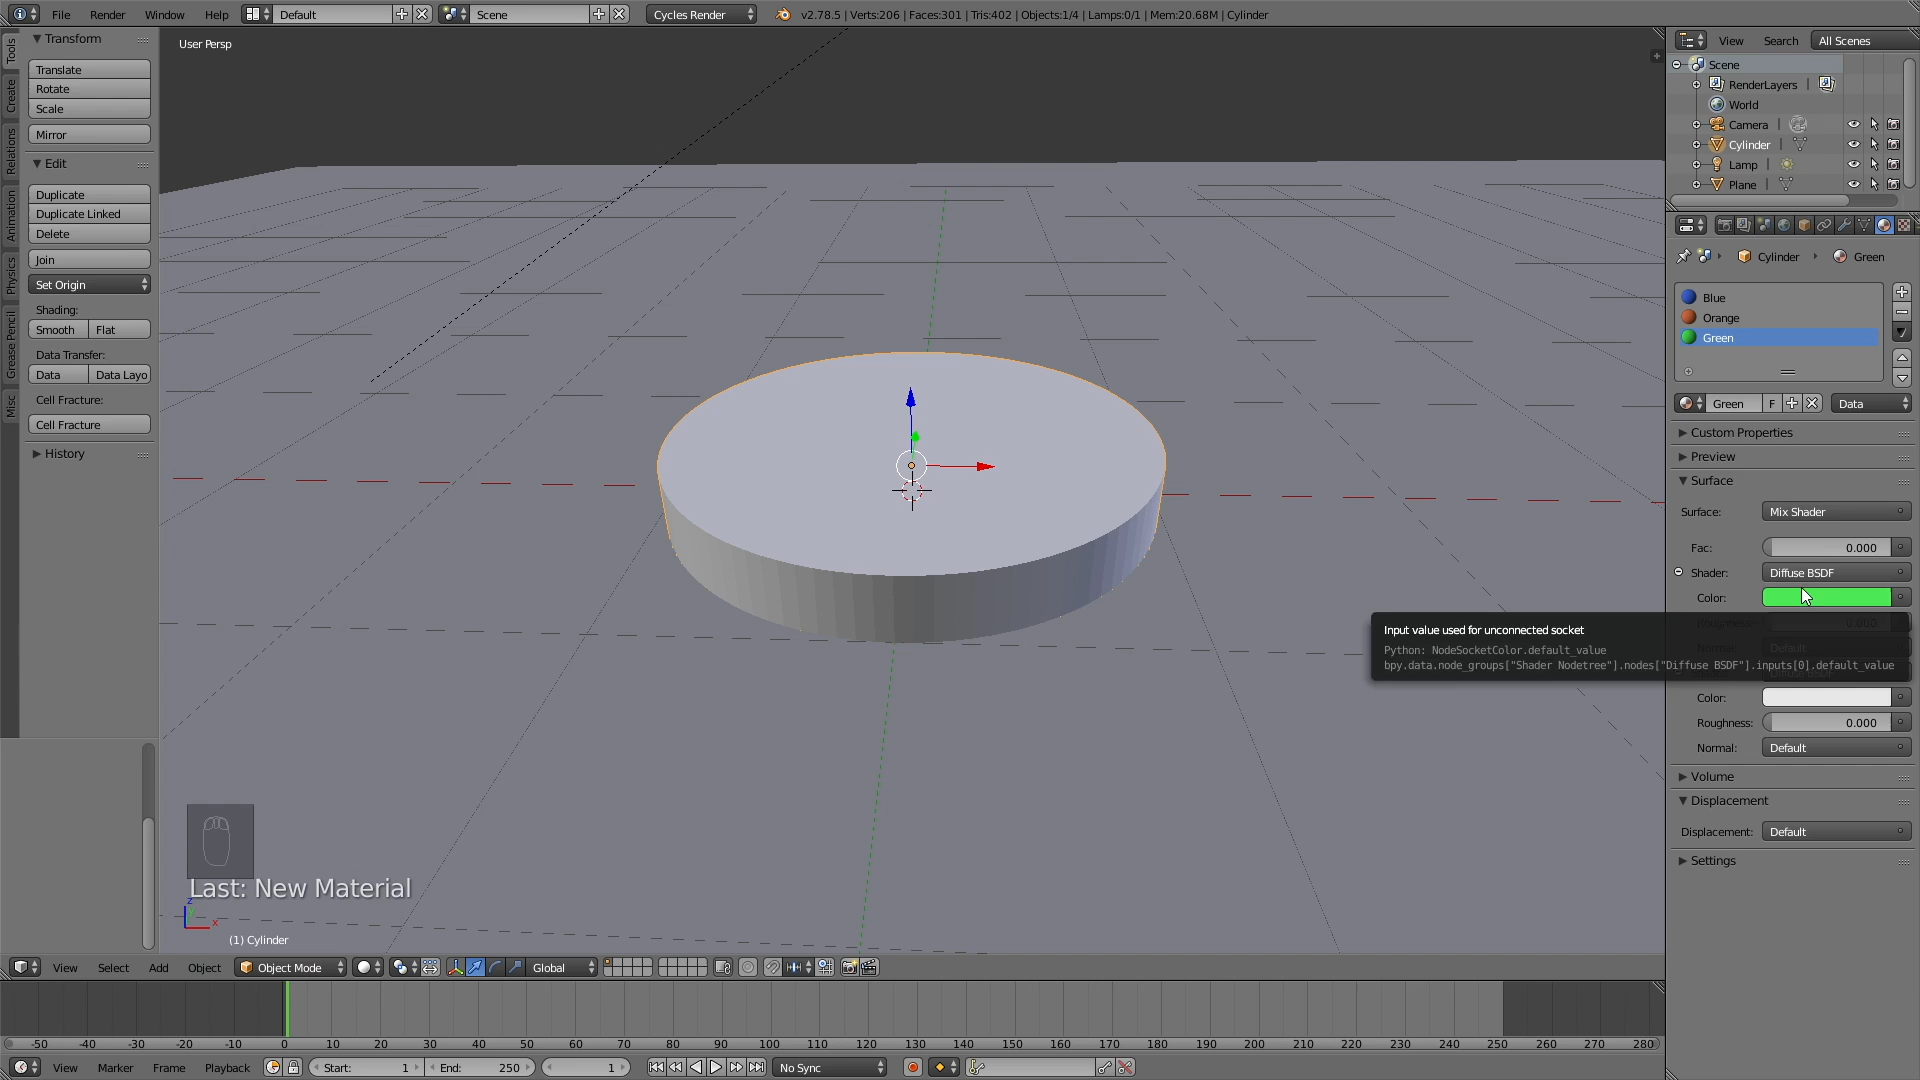 File Render Window Help Default Scene Cycles Render v2.78.5 | Verts:206 | Faces:301 | Tris:402 | Objects:1/4 | Lamps:0/1 | Mem:20.68M | Cylinder
Tools
Create
Relations
Animation
Physics
Grease Pencil
Misc
Transform
Translate
Rotate
Scale
Mirror
Edit
Duplicate
Duplicate Linked
Delete
Join
Set Origin
Shading:
Smooth Flat
Data Transfer:
Data Data Layo
Cell Fracture:
Cell Fracture
History
User Persp
Last: New Material
z
x
(1) Cylinder
View Select Add Object Object Mode Global
-50 -40 -30 -20 -10 0 10 20 30 40 50 60 70 80 90 100 110 120 130 140 150 160 170 180 190 200 210 220 230 240 250 260 270 280
View Marker Frame Playback Start: 1 End: 250 1 No Sync
View Search All Scenes
Scene
RenderLayers |
World
Camera |
Cylinder |
Lamp |
Plane |
Cylinder Green
Blue
Orange
Green
Green F Data
Custom Properties
Preview
Surface
Surface: Mix Shader
Fac: 0.000
Shader: Diffuse BSDF
Color:
Input value used for unconnected socket
Python: NodeSocketColor.default_value
bpy.data.node_groups["Shader Nodetree"].nodes["Diffuse BSDF"].inputs[0].default_value
Color:
Roughness: 0.000
Normal: Default
Volume
Displacement
Displacement: Default
Settings